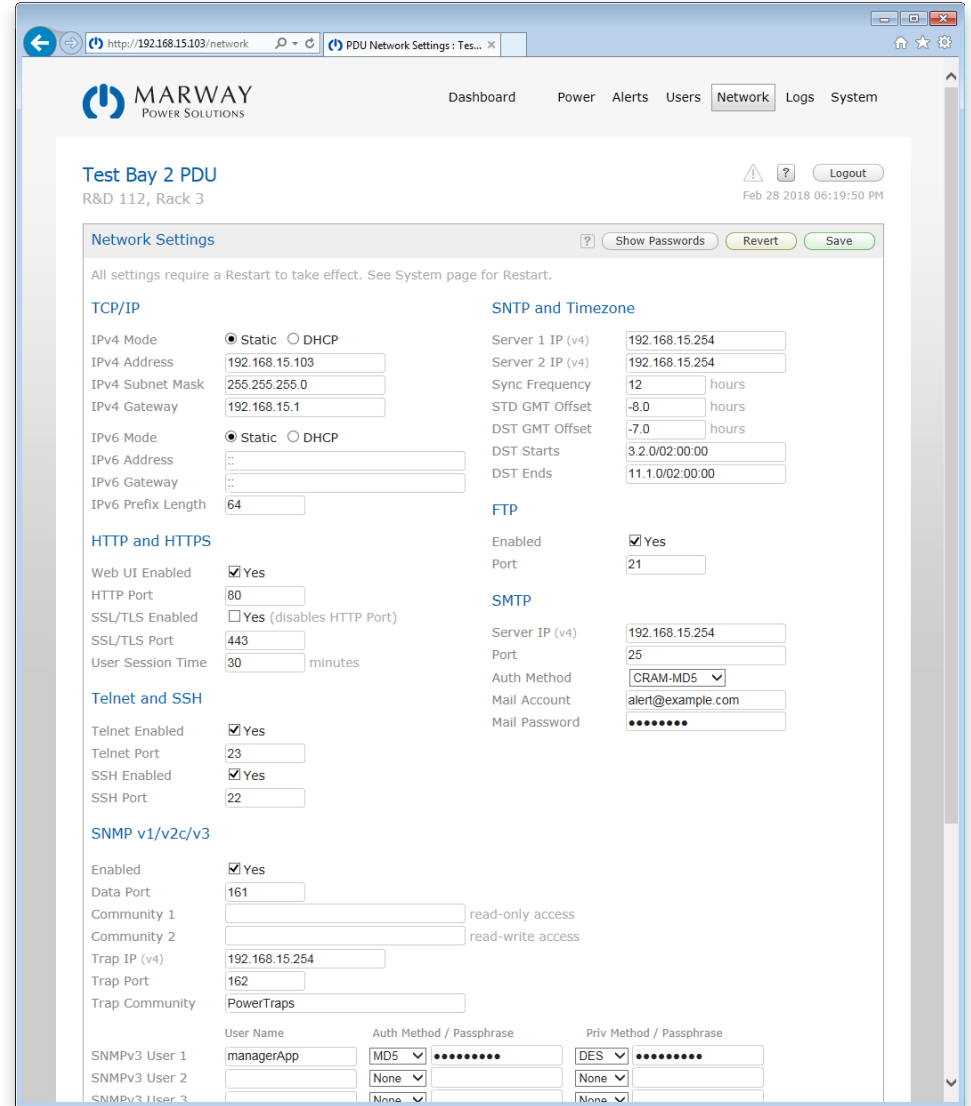 http://192.168.15.103/network
PDU Network Settings : Tes...
MARWAY
POWER SOLUTIONS
Dashboard Power Alerts Users Network Logs System
Test Bay 2 PDU
R&D 112, Rack 3
? Logout
Feb 28 2018 06:19:50 PM
Network Settings
? Show Passwords Revert Save
All settings require a Restart to take effect. See System page for Restart.
TCP/IP
IPv4 Mode Static DHCP
IPv4 Address 192.168.15.103
IPv4 Subnet Mask 255.255.255.0
IPv4 Gateway 192.168.15.1
IPv6 Mode Static DHCP
IPv6 Address ::
IPv6 Gateway ::
IPv6 Prefix Length 64
HTTP and HTTPS
Web UI Enabled Yes
HTTP Port 80
SSL/TLS Enabled Yes (disables HTTP Port)
SSL/TLS Port 443
User Session Time 30 minutes
Telnet and SSH
Telnet Enabled Yes
Telnet Port 23
SSH Enabled Yes
SSH Port 22
SNTP and Timezone
Server 1 IP (v4) 192.168.15.254
Server 2 IP (v4) 192.168.15.254
Sync Frequency 12 hours
STD GMT Offset -8.0 hours
DST GMT Offset -7.0 hours
DST Starts 3.2.0/02:00:00
DST Ends 11.1.0/02:00:00
FTP
Enabled Yes
Port 21
SMTP
Server IP (v4) 192.168.15.254
Port 25
Auth Method CRAM-MD5
Mail Account alert@example.com
Mail Password ●●●●●●●●
SNMP v1/v2c/v3
Enabled Yes
Data Port 161
Community 1 read-only access
Community 2 read-write access
Trap IP (v4) 192.168.15.254
Trap Port 162
Trap Community PowerTraps
User Name Auth Method / Passphrase Priv Method / Passphrase
SNMPv3 User 1 managerApp MD5 ●●●●●●●●● DES ●●●●●●●●●
SNMPv3 User 2 None None
SNMPv3 User 3 None None